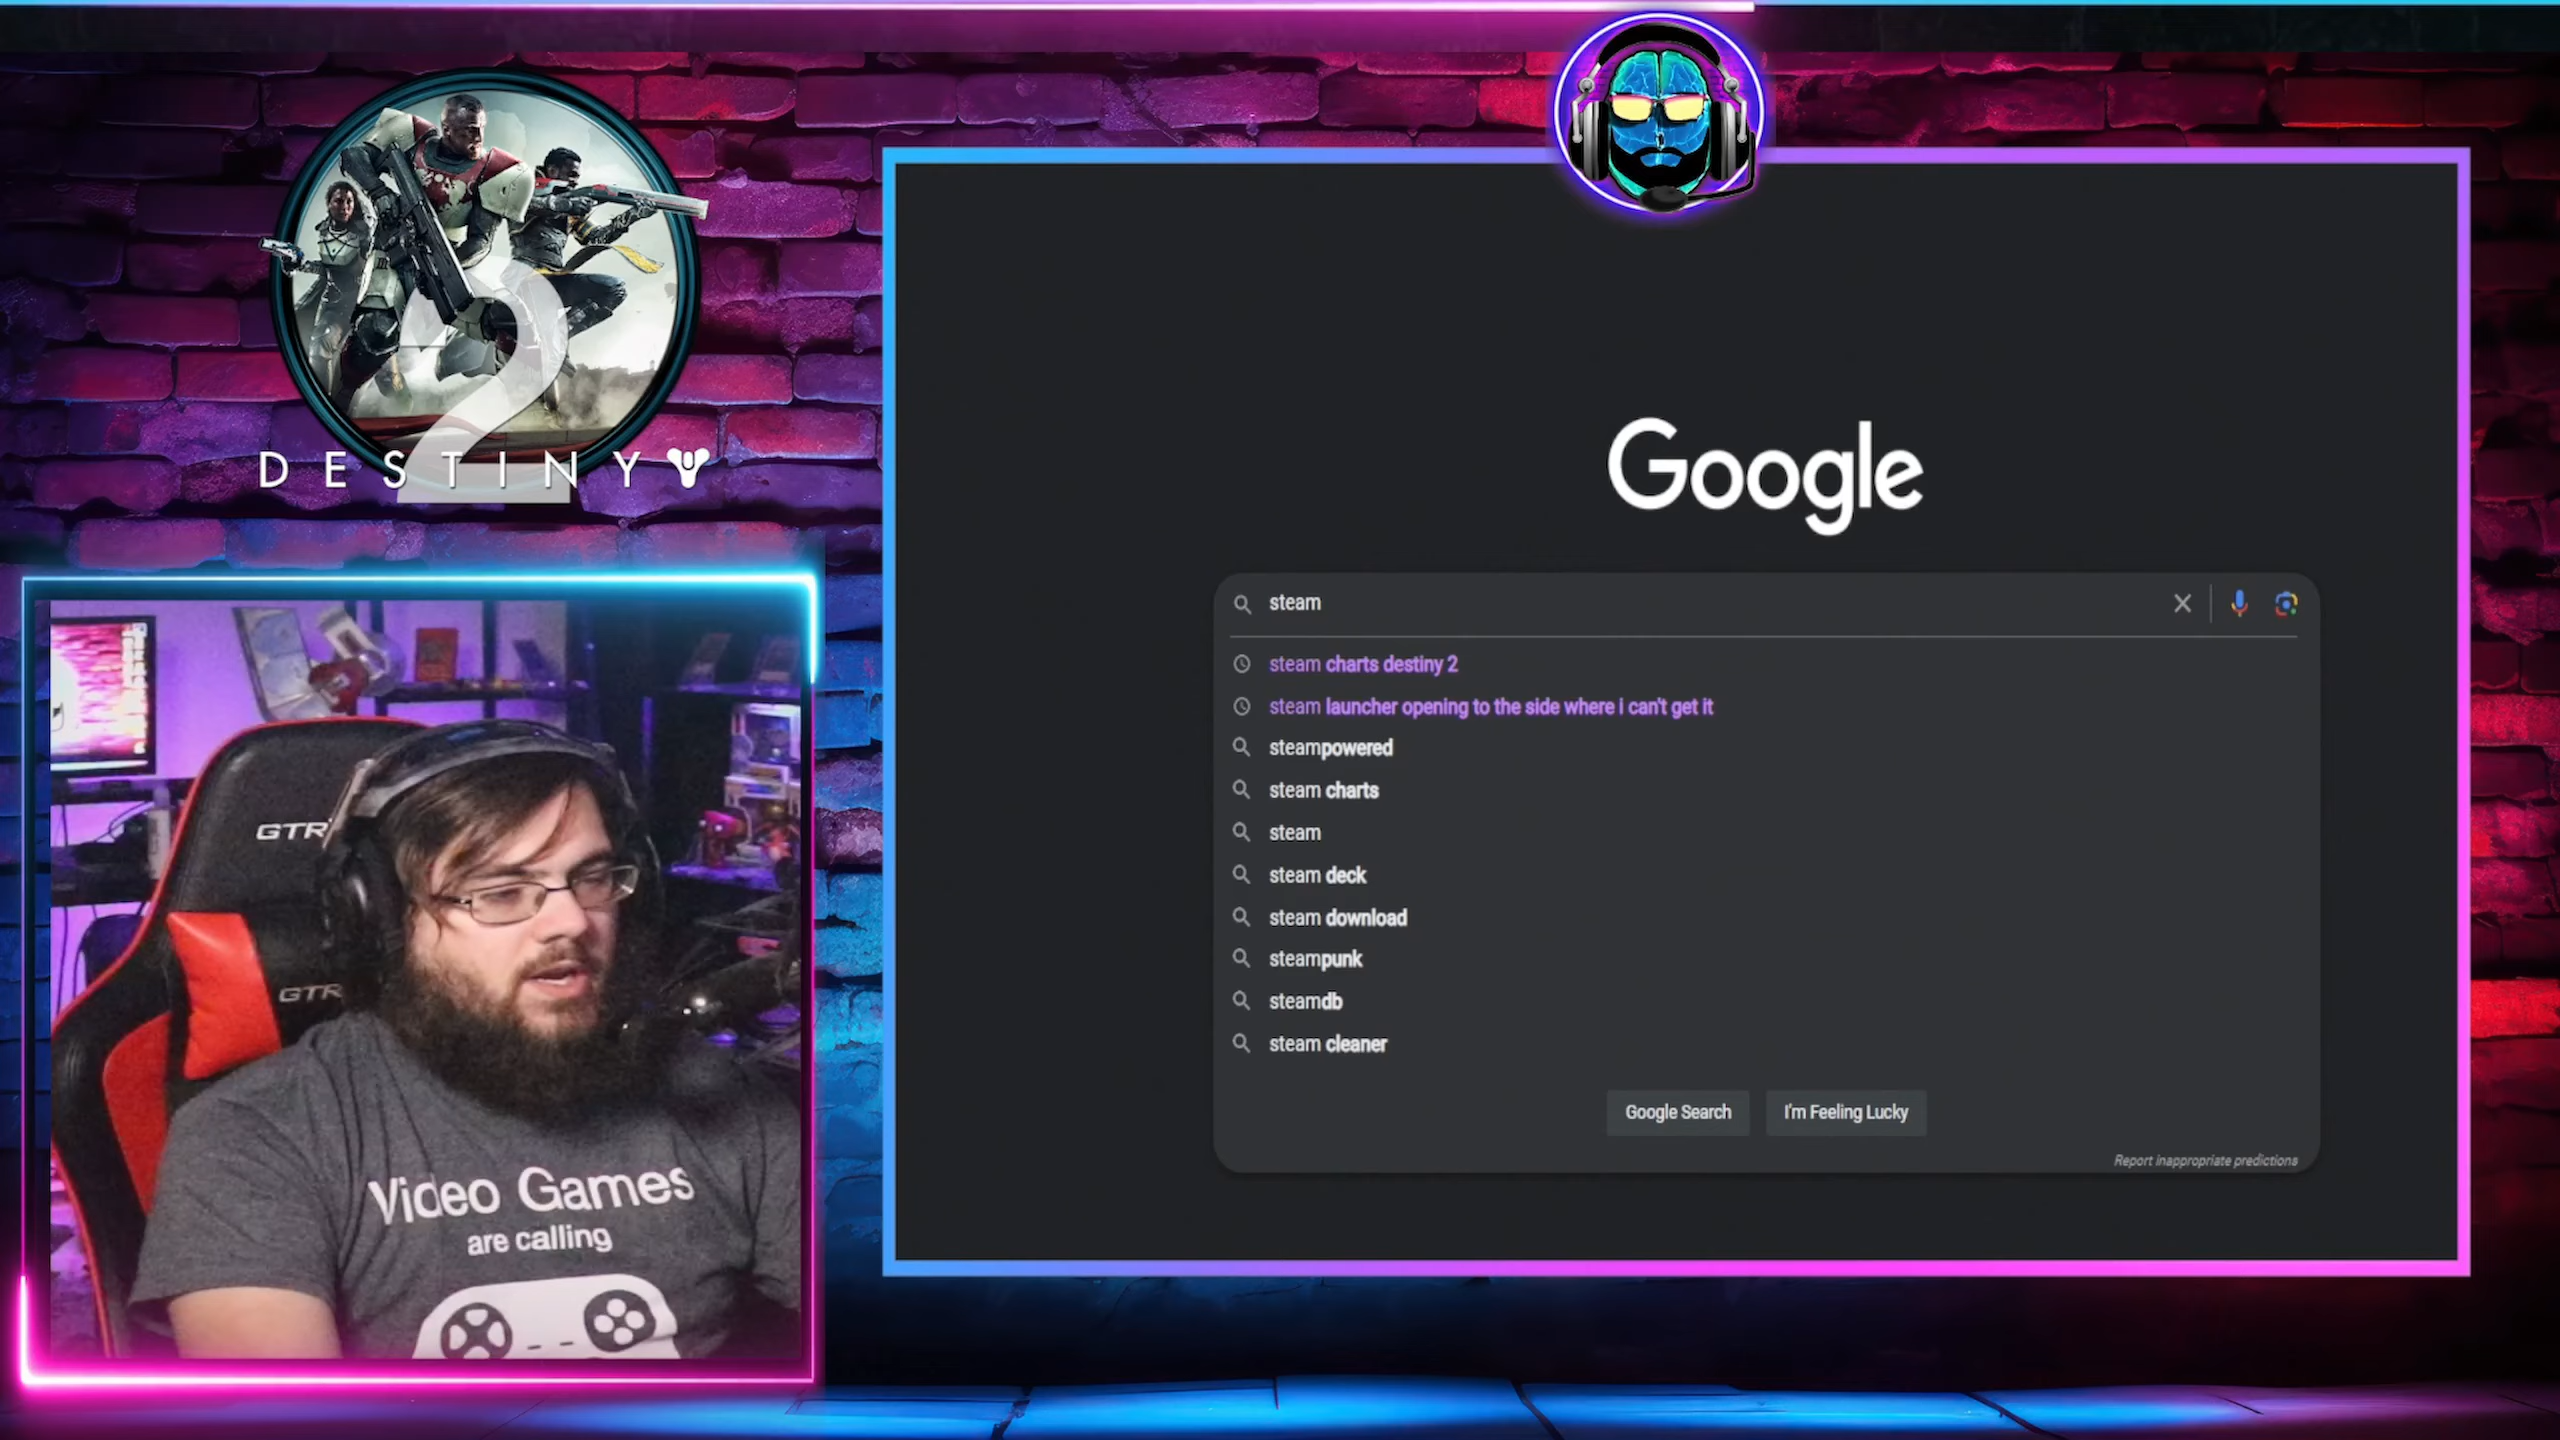 2
DESTINY
GTR
GTR
Video Games
are calling
Google
steam
steam charts destiny 2
steam launcher opening to the side where i can't get it
steampowered
steam charts
steam
steam deck
steam download
steampunk
steamdb
steam cleaner
Google Search
I'm Feeling Lucky
Report inappropriate predictions